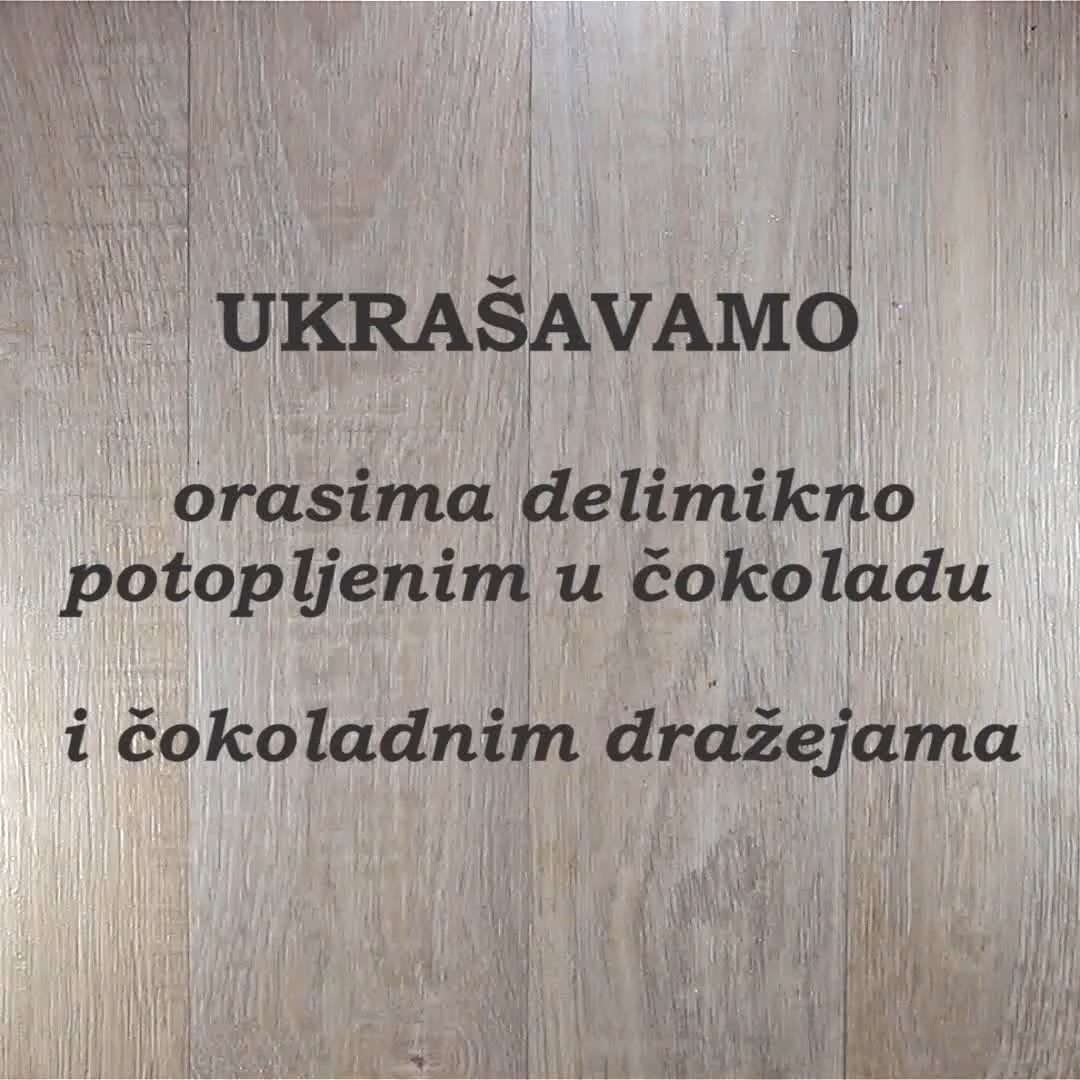 UKRAŠAVAMO
orasima delimikno
potopljenim u čokoladu
i čokoladnim dražejama